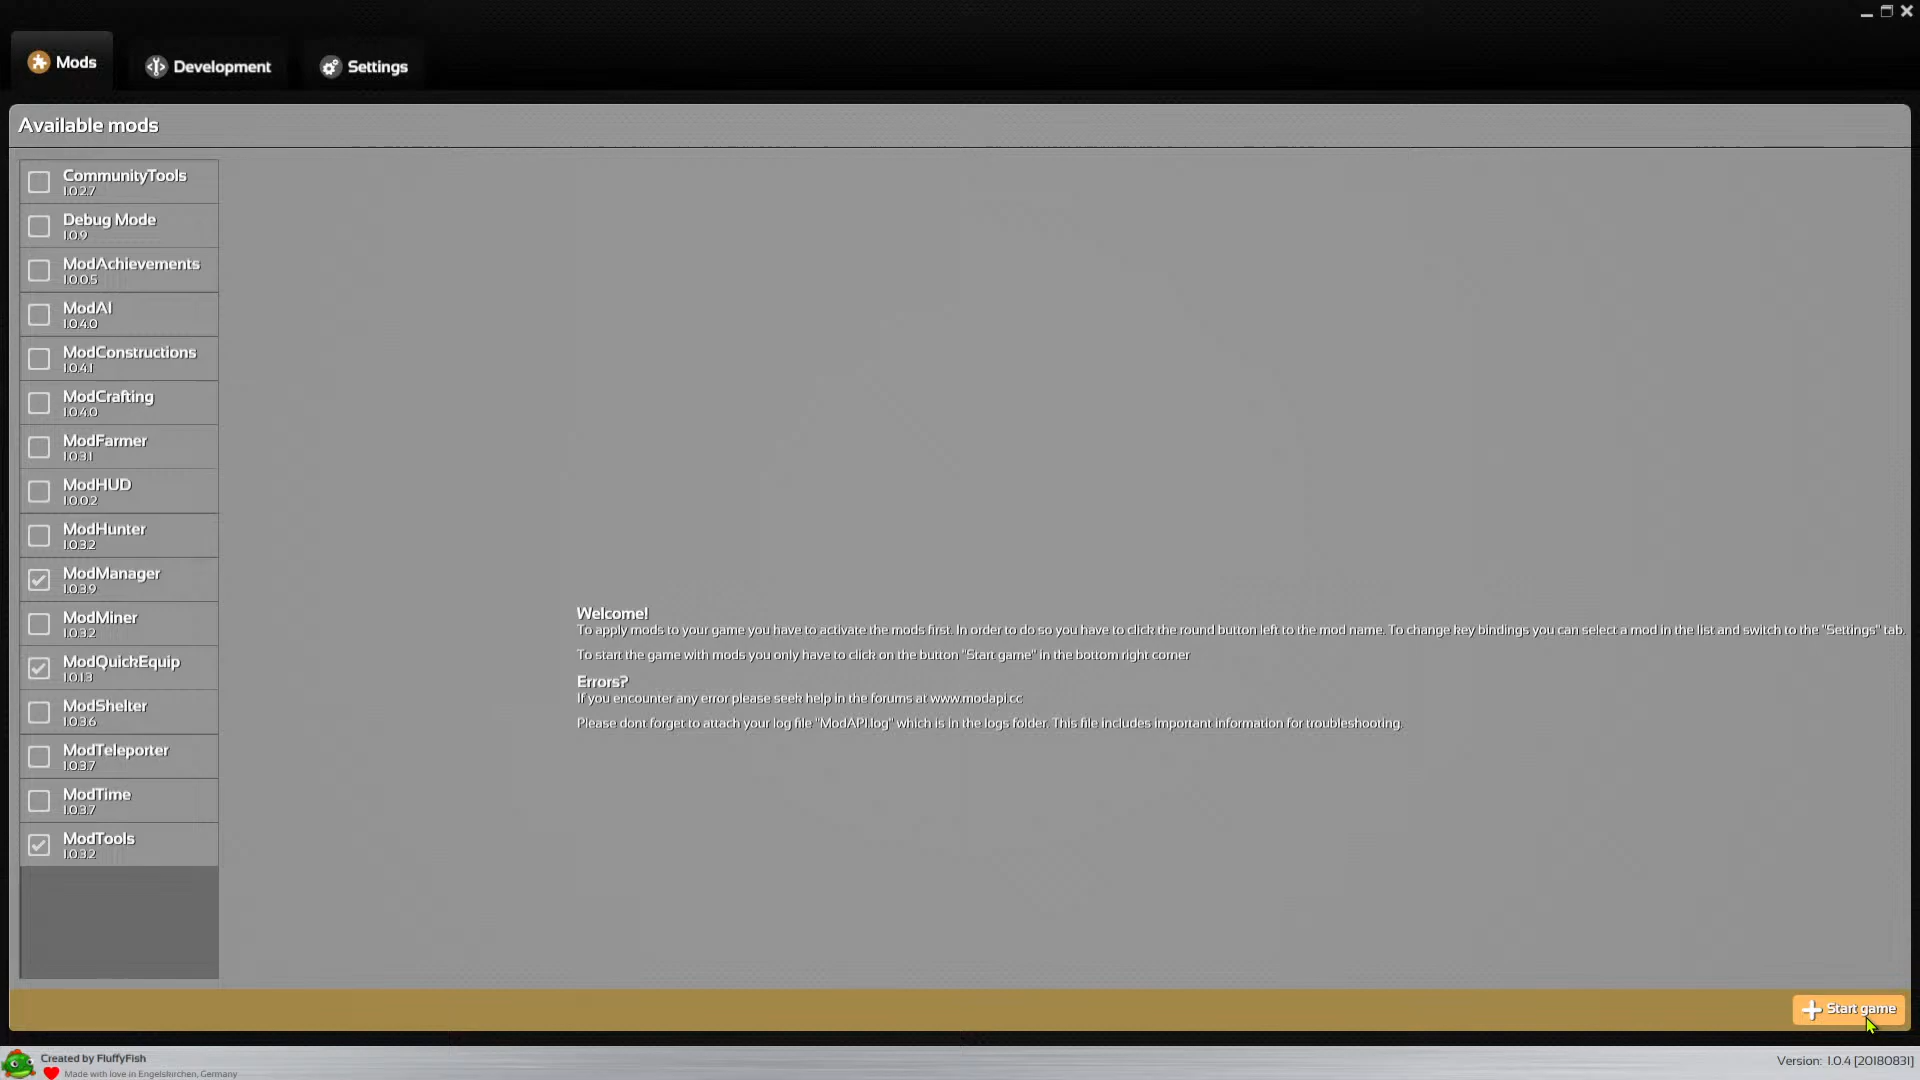 Mods
Development
Settings
Available mods
CommunityTools
1.0.2.7
Debug Mode
1.0.9
ModAchievements
1.0.0.5
ModAI
1.0.4.0
ModConstructions
1.0.4.1
ModCrafting
1.0.4.0
ModFarmer
1.0.3.1
ModHUD
1.0.0.2
ModHunter
1.0.3.2
ModManager
1.0.3.9
ModMiner
1.0.3.2
ModQuickEquip
1.0.1.3
ModShelter
1.0.3.6
ModTeleporter
1.0.3.7
ModTime
1.0.3.7
ModTools
1.0.3.2
Welcome!
To apply mods to your game you have to activate the mods first. In order to do so you have to click the round button left to the mod name. To change key bindings you can select a mod in the list and switch to the "Settings" tab.
To start the game with mods you only have to click on the button "Start game" in the bottom right corner
Errors?
If you encounter any error please seek help in the forums at www.modapi.cc
Please dont forget to attach your log file "ModAPI.log" which is in the logs folder. This file includes important information for troubleshooting.
Start game
Created by FluffyFish
Made with love in Engelskirchen, Germany
Version: 1.0.4 [20180831]